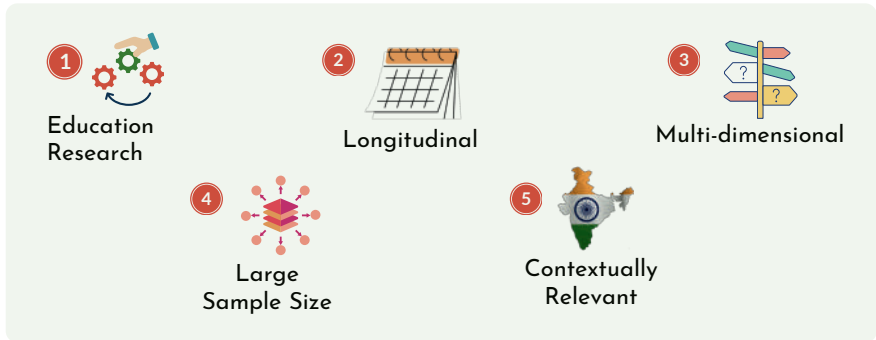 1
Education
Research
2
Longitudinal
3
? ?
Multi-dimensional
4
Large
Sample Size
5
Contextually
Relevant